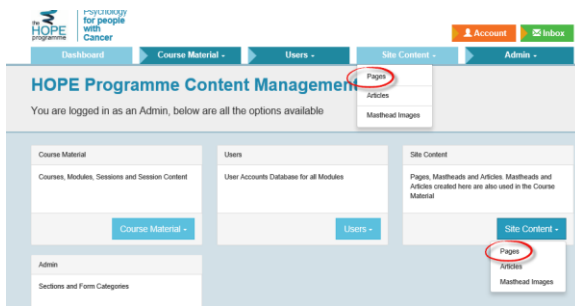 the
HOPE
programme
Psychology
for people
with
Cancer
Account
Inbox
Dashboard
Course Material
Users
Site Content
Admin
Pages
Articles
Masthead Images
HOPE Programme Content Management
You are logged in as an Admin, below are all the options available
Course Material
Courses, Modules, Sessions and Session Content
Course Material
Users
User Accounts Database for all Modules
Users
Site Content
Pages, Mastheads and Articles. Mastheads and
Articles created here are also used in the Course
Material
Site Content
Pages
Articles
Masthead Images
Admin
Sections and Form Categories